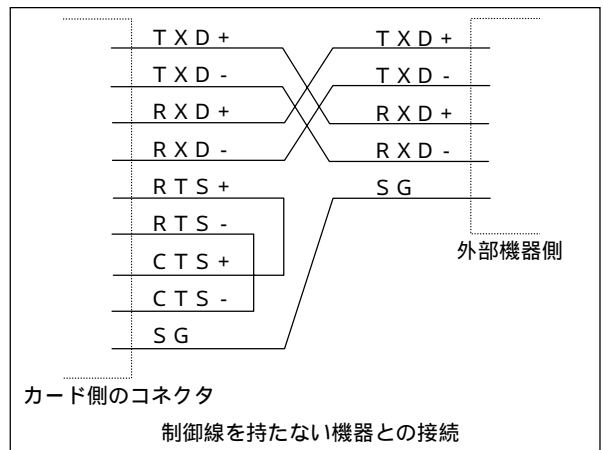 TXD+
TXD-
RXD+
RXD-
RTS+
RTS-
CTS+
CTS-
SG
カード側のコネクタ
TXD+
TXD-
RXD+
RXD-
SG
外部機器側
制御線を持たない機器との接続